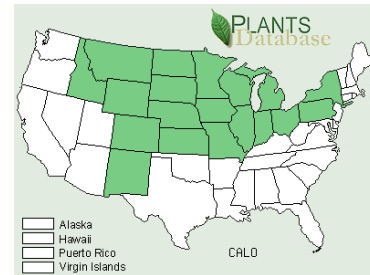 PLANTS
Database
Alaska
Hawaii
Puerto Rico
Virgin Islands
CALO